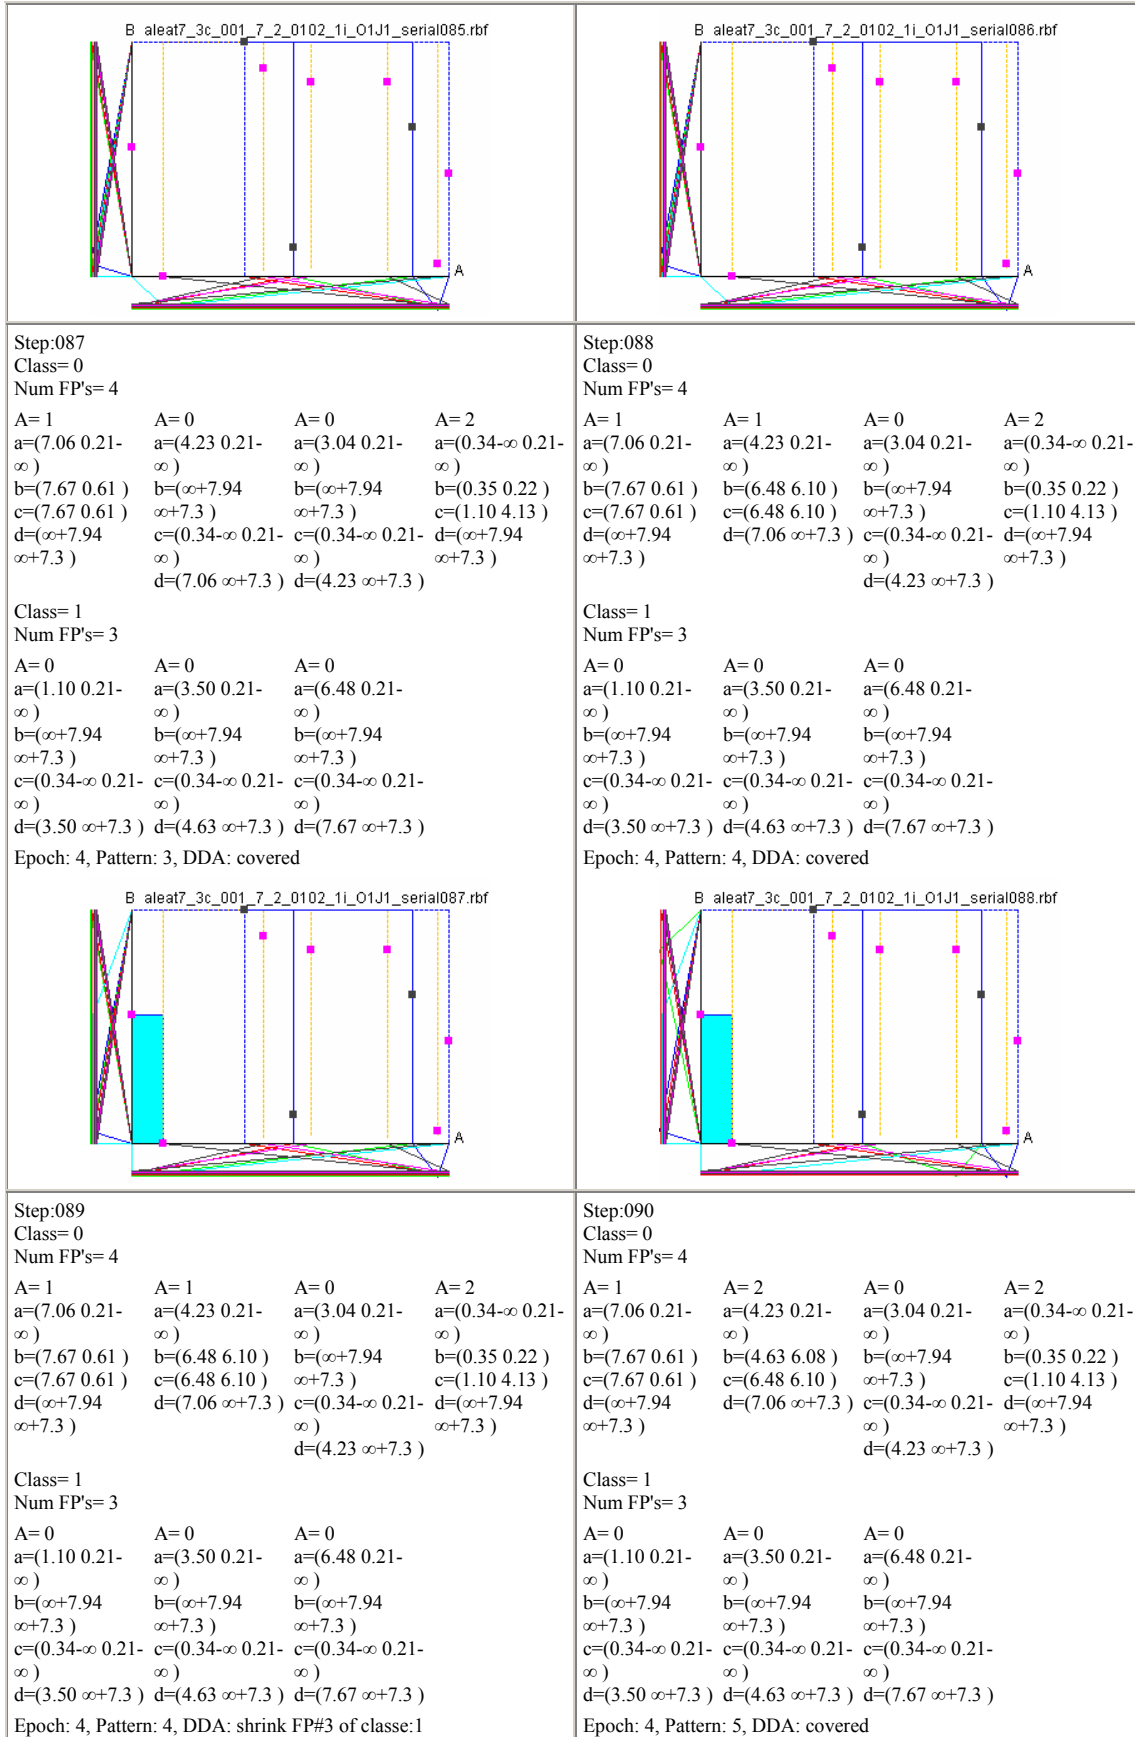 B aleat7_3c_001_7_2_0102_1i_O1J1_serial085.rbf
A
B aleat7_3c_001_7_2_0102_1i_O1J1_serial086.rbf
A
Step:087
Class= 0
Num FP's= 4
A= 1 A= 0 A= 0 A= 2
a=(7.06 0.21- a=(4.23 0.21- a=(3.04 0.21- a=(0.34-∞ 0.21-
∞ ) ∞ ) ∞ ) ∞ )
b=(7.67 0.61 ) b=(∞+7.94 b=(∞+7.94 b=(0.35 0.22 )
c=(7.67 0.61 ) ∞+7.3 ) ∞+7.3 ) c=(1.10 4.13 )
d=(∞+7.94 c=(0.34-∞ 0.21- c=(0.34-∞ 0.21- d=(∞+7.94
∞+7.3 ) ∞ ) ∞ ) ∞+7.3 )
d=(7.06 ∞+7.3 ) d=(4.23 ∞+7.3 )
Class= 1
Num FP's= 3
A= 0 A= 0 A= 0
a=(1.10 0.21- a=(3.50 0.21- a=(6.48 0.21-
∞ ) ∞ ) ∞ )
b=(∞+7.94 b=(∞+7.94 b=(∞+7.94
∞+7.3 ) ∞+7.3 ) ∞+7.3 )
c=(0.34-∞ 0.21- c=(0.34-∞ 0.21- c=(0.34-∞ 0.21-
∞ ) ∞ ) ∞ )
d=(3.50 ∞+7.3 ) d=(4.63 ∞+7.3 ) d=(7.67 ∞+7.3 )
Epoch: 4, Pattern: 3, DDA: covered
B aleat7_3c_001_7_2_0102_1i_O1J1_serial087.rbf
A
Step:088
Class= 0
Num FP's= 4
A= 1 A= 1 A= 0 A= 2
a=(7.06 0.21- a=(4.23 0.21- a=(3.04 0.21- a=(0.34-∞ 0.21-
∞ ) ∞ ) ∞ ) ∞ )
b=(7.67 0.61 ) b=(6.48 6.10 ) b=(∞+7.94 b=(0.35 0.22 )
c=(7.67 0.61 ) c=(6.48 6.10 ) ∞+7.3 ) c=(1.10 4.13 )
d=(∞+7.94 d=(7.06 ∞+7.3 ) c=(0.34-∞ 0.21- d=(∞+7.94
∞+7.3 ) ∞ ) ∞+7.3 )
d=(4.23 ∞+7.3 )
Class= 1
Num FP's= 3
A= 0 A= 0 A= 0
a=(1.10 0.21- a=(3.50 0.21- a=(6.48 0.21-
∞ ) ∞ ) ∞ )
b=(∞+7.94 b=(∞+7.94 b=(∞+7.94
∞+7.3 ) ∞+7.3 ) ∞+7.3 )
c=(0.34-∞ 0.21- c=(0.34-∞ 0.21- c=(0.34-∞ 0.21-
∞ ) ∞ ) ∞ )
d=(3.50 ∞+7.3 ) d=(4.63 ∞+7.3 ) d=(7.67 ∞+7.3 )
Epoch: 4, Pattern: 4, DDA: covered
B aleat7_3c_001_7_2_0102_1i_O1J1_serial088.rbf
A
Step:089
Class= 0
Num FP's= 4
A= 1 A= 1 A= 0 A= 2
a=(7.06 0.21- a=(4.23 0.21- a=(3.04 0.21- a=(0.34-∞ 0.21-
∞ ) ∞ ) ∞ ) ∞ )
b=(7.67 0.61 ) b=(6.48 6.10 ) b=(∞+7.94 b=(0.35 0.22 )
c=(7.67 0.61 ) c=(6.48 6.10 ) ∞+7.3 ) c=(1.10 4.13 )
d=(∞+7.94 d=(7.06 ∞+7.3 ) c=(0.34-∞ 0.21- d=(∞+7.94
∞+7.3 ) ∞ ) ∞+7.3 )
d=(4.23 ∞+7.3 )
Class= 1
Num FP's= 3
A= 0 A= 0 A= 0
a=(1.10 0.21- a=(3.50 0.21- a=(6.48 0.21-
∞ ) ∞ ) ∞ )
b=(∞+7.94 b=(∞+7.94 b=(∞+7.94
∞+7.3 ) ∞+7.3 ) ∞+7.3 )
c=(0.34-∞ 0.21- c=(0.34-∞ 0.21- c=(0.34-∞ 0.21-
∞ ) ∞ ) ∞ )
d=(3.50 ∞+7.3 ) d=(4.63 ∞+7.3 ) d=(7.67 ∞+7.3 )
Epoch: 4, Pattern: 4, DDA: shrink FP#3 of classe:1
Step:090
Class= 0
Num FP's= 4
A= 1 A= 2 A= 0 A= 2
a=(7.06 0.21- a=(4.23 0.21- a=(3.04 0.21- a=(0.34-∞ 0.21-
∞ ) ∞ ) ∞ ) ∞ )
b=(7.67 0.61 ) b=(4.63 6.08 ) b=(∞+7.94 b=(0.35 0.22 )
c=(7.67 0.61 ) c=(6.48 6.10 ) ∞+7.3 ) c=(1.10 4.13 )
d=(∞+7.94 d=(7.06 ∞+7.3 ) c=(0.34-∞ 0.21- d=(∞+7.94
∞+7.3 ) ∞ ) ∞+7.3 )
d=(4.23 ∞+7.3 )
Class= 1
Num FP's= 3
A= 0 A= 0 A= 0
a=(1.10 0.21- a=(3.50 0.21- a=(6.48 0.21-
∞ ) ∞ ) ∞ )
b=(∞+7.94 b=(∞+7.94 b=(∞+7.94
∞+7.3 ) ∞+7.3 ) ∞+7.3 )
c=(0.34-∞ 0.21- c=(0.34-∞ 0.21- c=(0.34-∞ 0.21-
∞ ) ∞ ) ∞ )
d=(3.50 ∞+7.3 ) d=(4.63 ∞+7.3 ) d=(7.67 ∞+7.3 )
Epoch: 4, Pattern: 5, DDA: covered